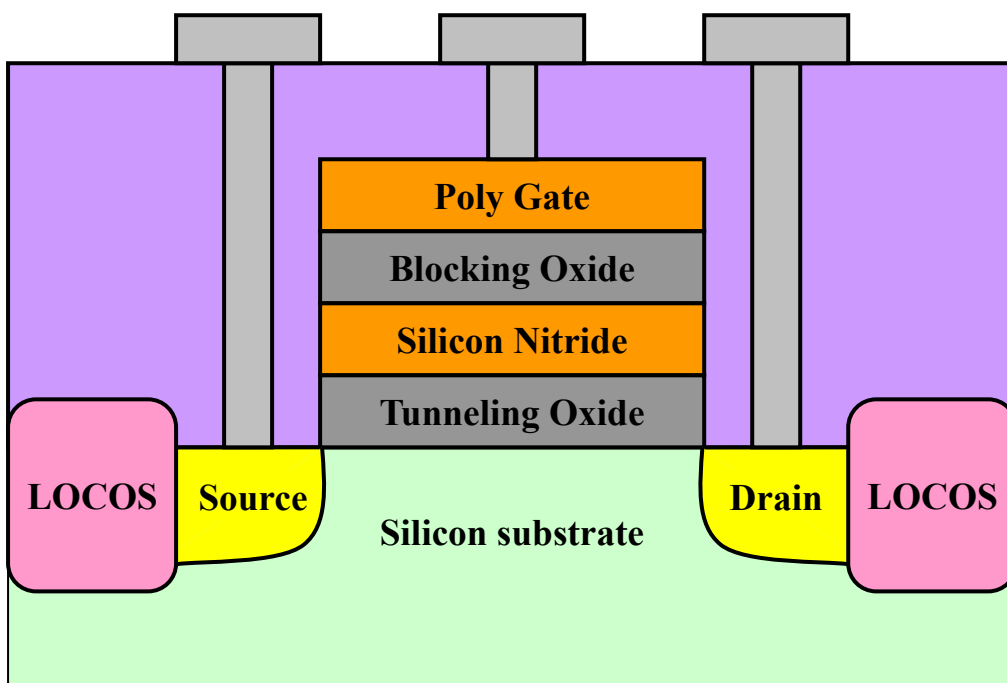 Poly Gate
Blocking Oxide
Silicon Nitride
Tunneling Oxide
LOCOS
Source
Silicon substrate
Drain
LOCOS